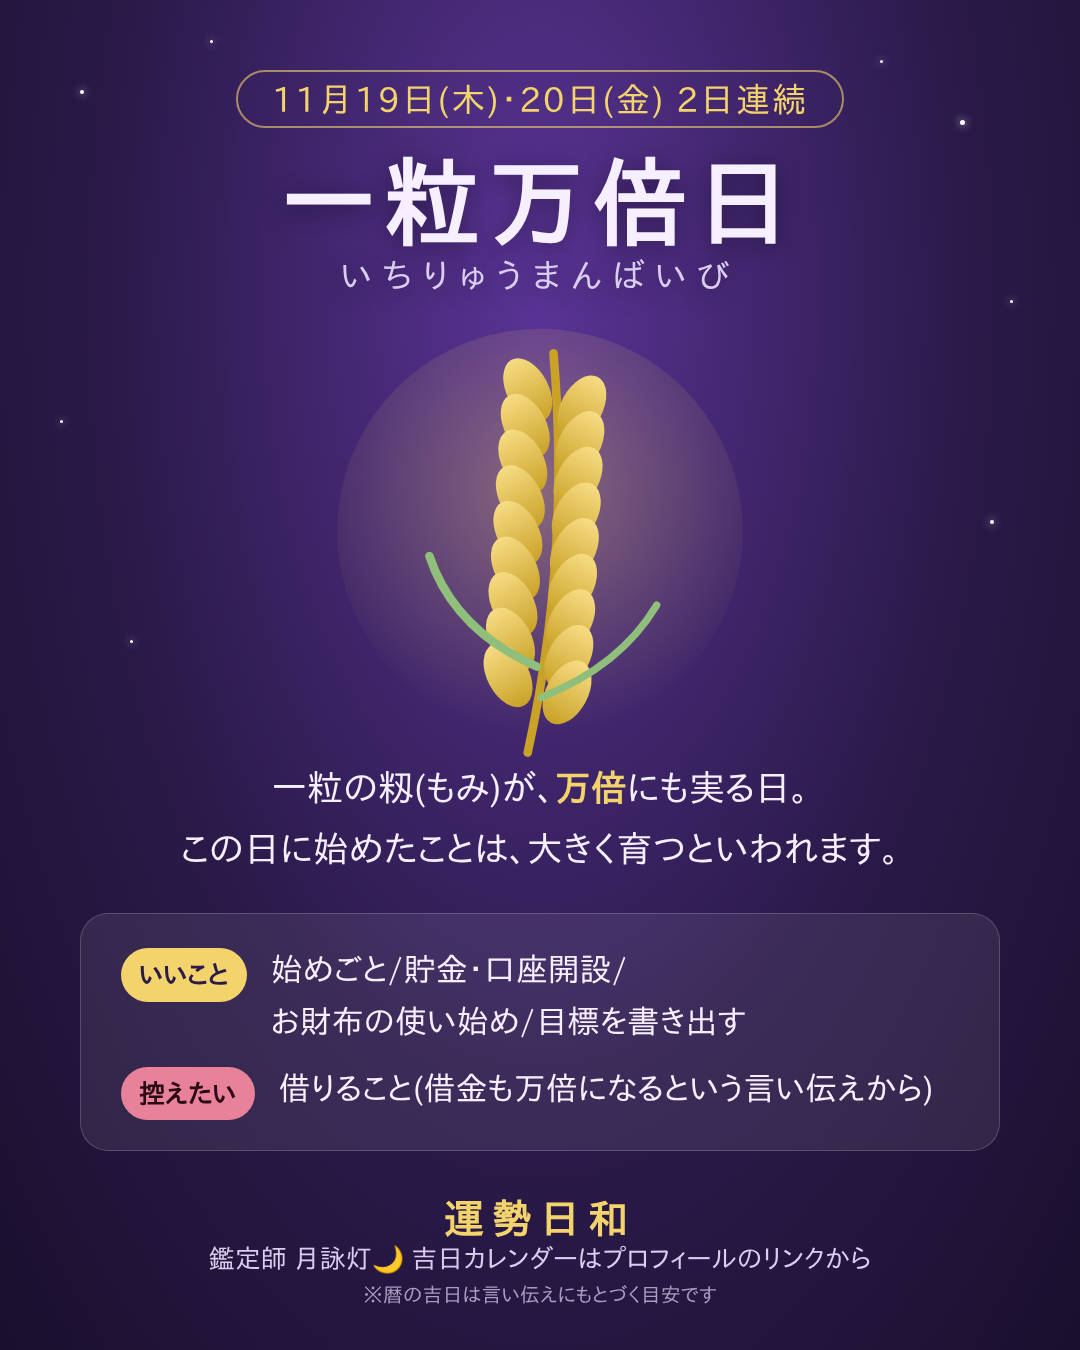 11月19日(木)·20日(金) 2日連続
一粒万倍日
いちりゅうまんばいび
一粒の籾(もみ)が、万倍にも実る日。
この日に始めたことは、大きく育つといわれます。
いいこと 始めごと/貯金·口座開設/
お財布の使い始め/目標を書き出す
控えたい 借りること(借金も万倍になるという言い伝えから)
運勢日和
鑑定師 月詠灯🌙 吉日カレンダーはプロフィールのリンクから
※暦の吉日は言い伝えにもとづく目安です